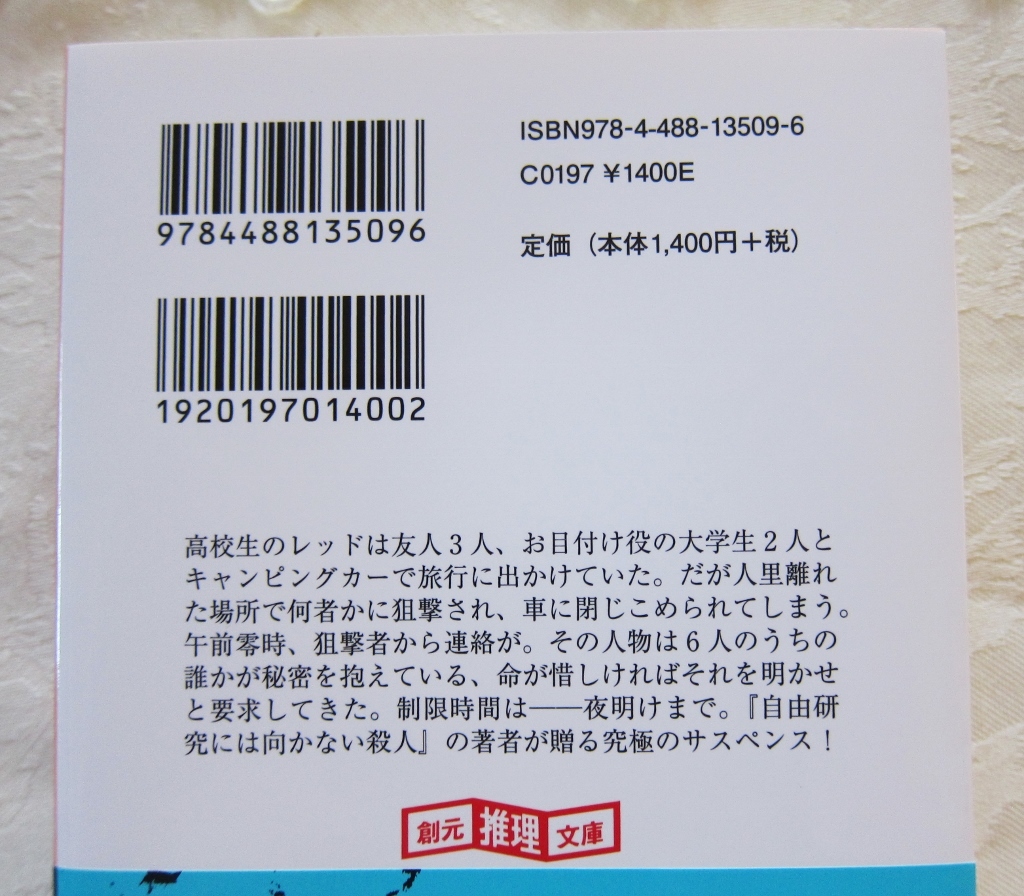 9784488135096
ISBN978-4-488-13509-6
C0197 ¥1400E
定価（本体1,400円＋税）
1920197014002
高校生のレッドは友人3人、お目付け役の大学生2人と
キャンピングカーで旅行に出かけていた。だが人里離れ
た場所で何者かに狙撃され、車に閉じこめられてしまう。
午前零時、狙撃者から連絡が。その人物は6人のうちの
誰かが秘密を抱えている、命が惜しければそれを明かせ
と要求してきた。制限時間は――夜明けまで。『自由研
究には向かない殺人』の著者が贈る究極のサスペンス！
創元推理文庫